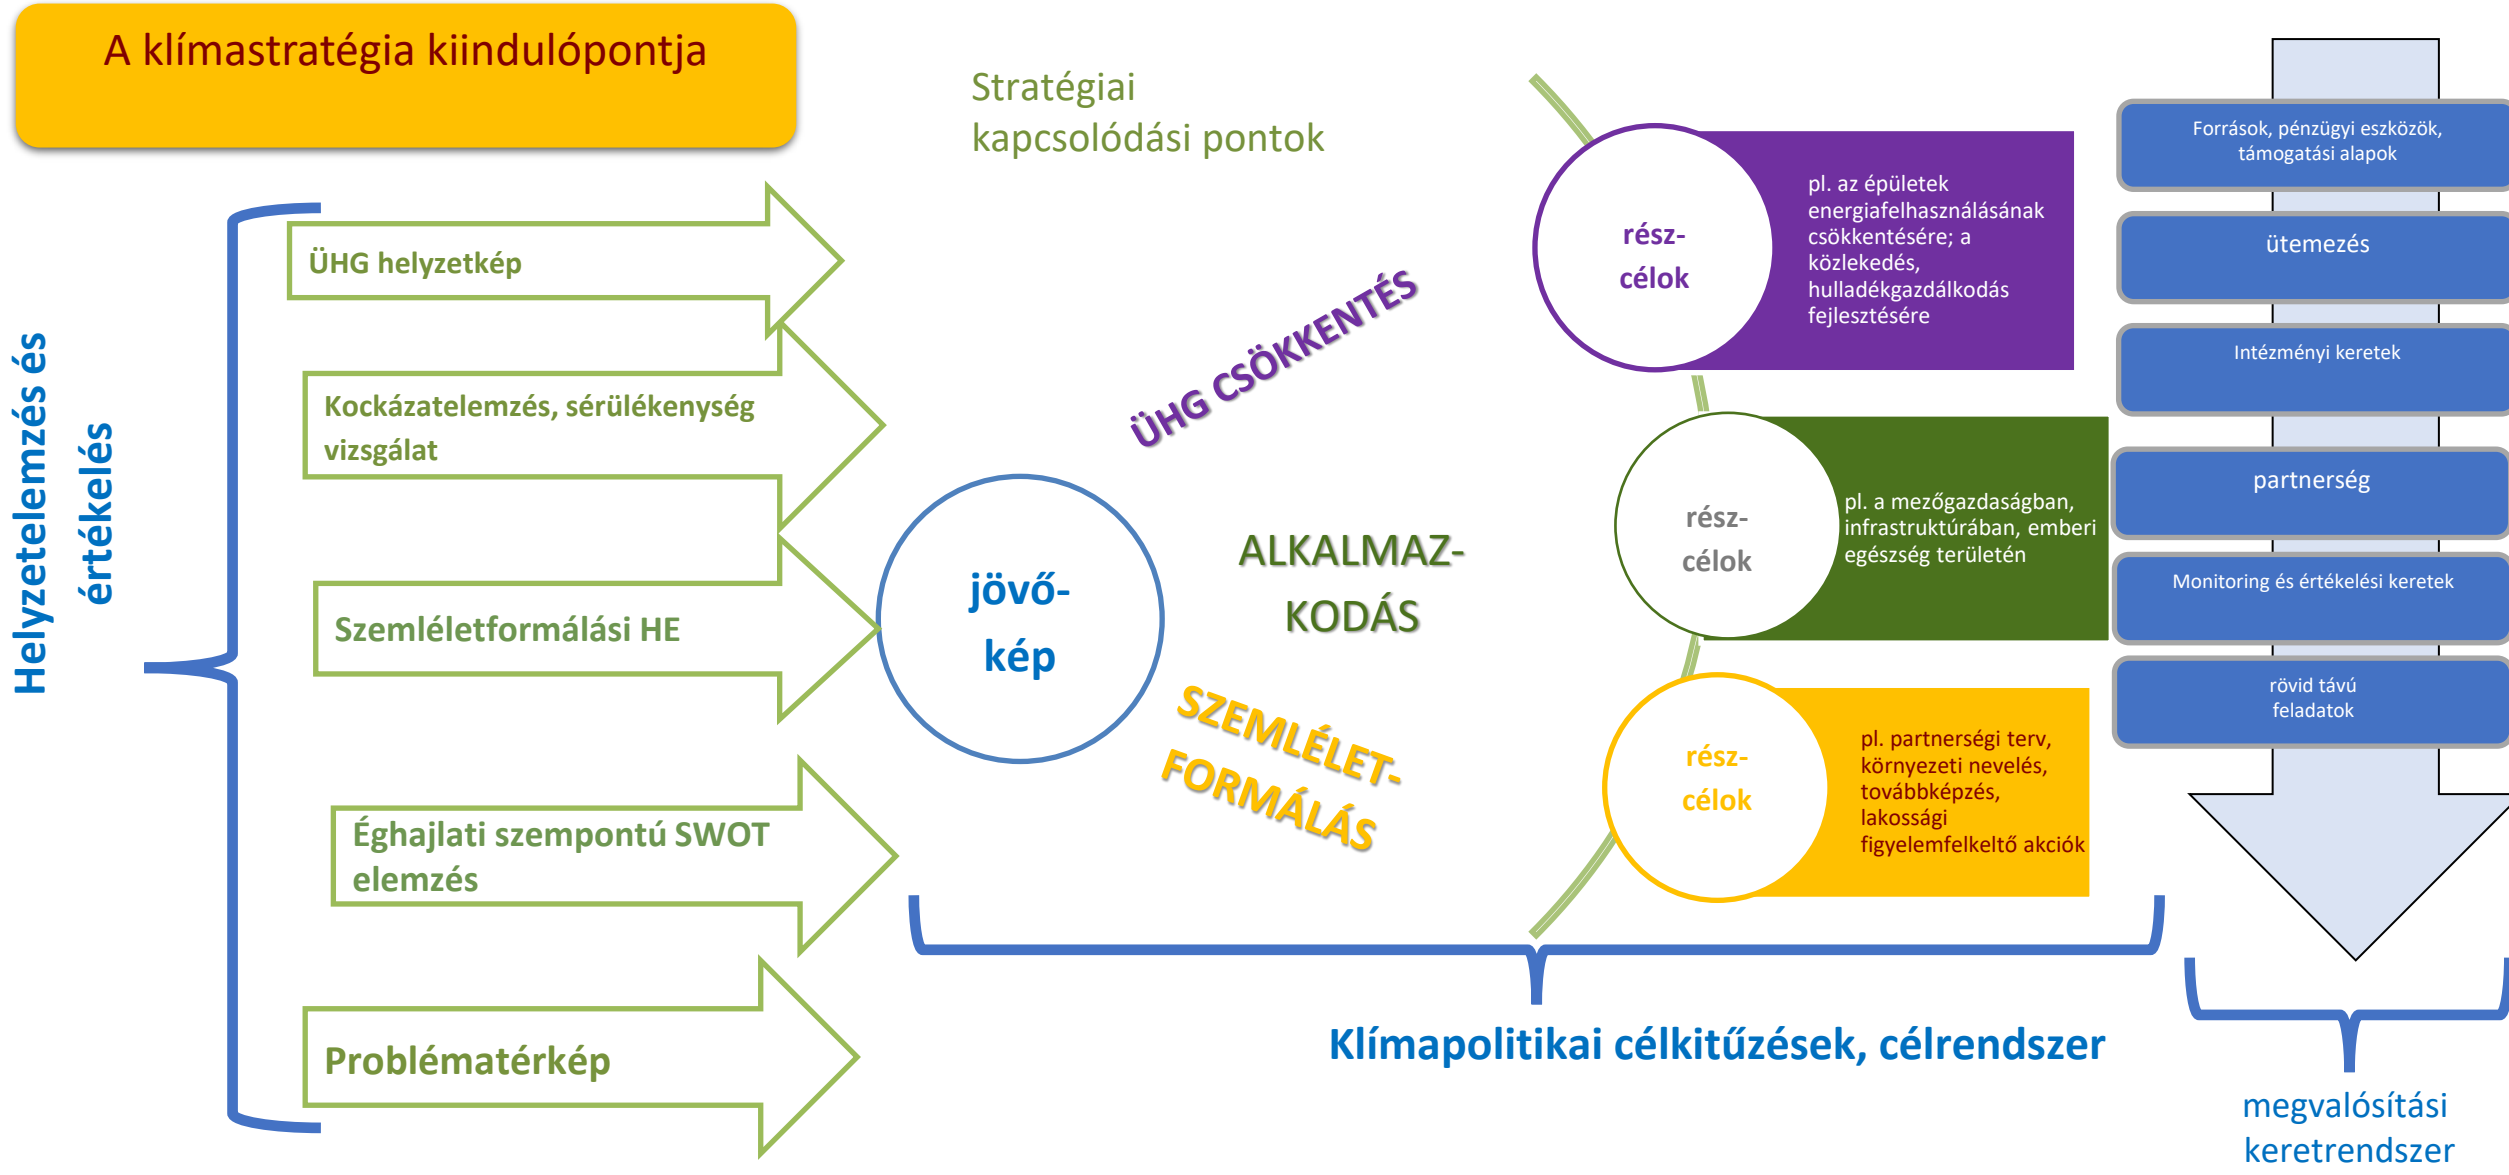 A klímastratégia kiindulópontja
Helyzetelemzés és
értékelés
ÜHG helyzetkép
Kockázatelemzés, sérülékenység
vizsgálat
Szemléletformálási HE
Éghajlati szempontú SWOT
elemzés
Problématérkép
Stratégiai
kapcsolódási pontok
jövő-
kép
ÜHG CSÖKKENTÉS
ALKALMAZ-
KODÁS
SZEMLÉLET-
FORMÁLÁS
rész-
célok
pl. az épületek
energiafelhasználásának
csökkentésére; a
közlekedés,
hulladékgazdálkodás
fejlesztésére
rész-
célok
pl. a mezőgazdaságban,
infrastruktúrában, emberi
egészség területén
rész-
célok
pl. partnerségi terv,
környezeti nevelés,
továbbképzés,
lakossági
figyelemfelkeltő akciók
Klímapolitikai célkitűzések, célrendszer
Források, pénzügyi eszközök,
támogatási alapok
ütemezés
Intézményi keretek
partnerség
Monitoring és értékelési keretek
rövid távú
feladatok
megvalósítási
keretrendszer